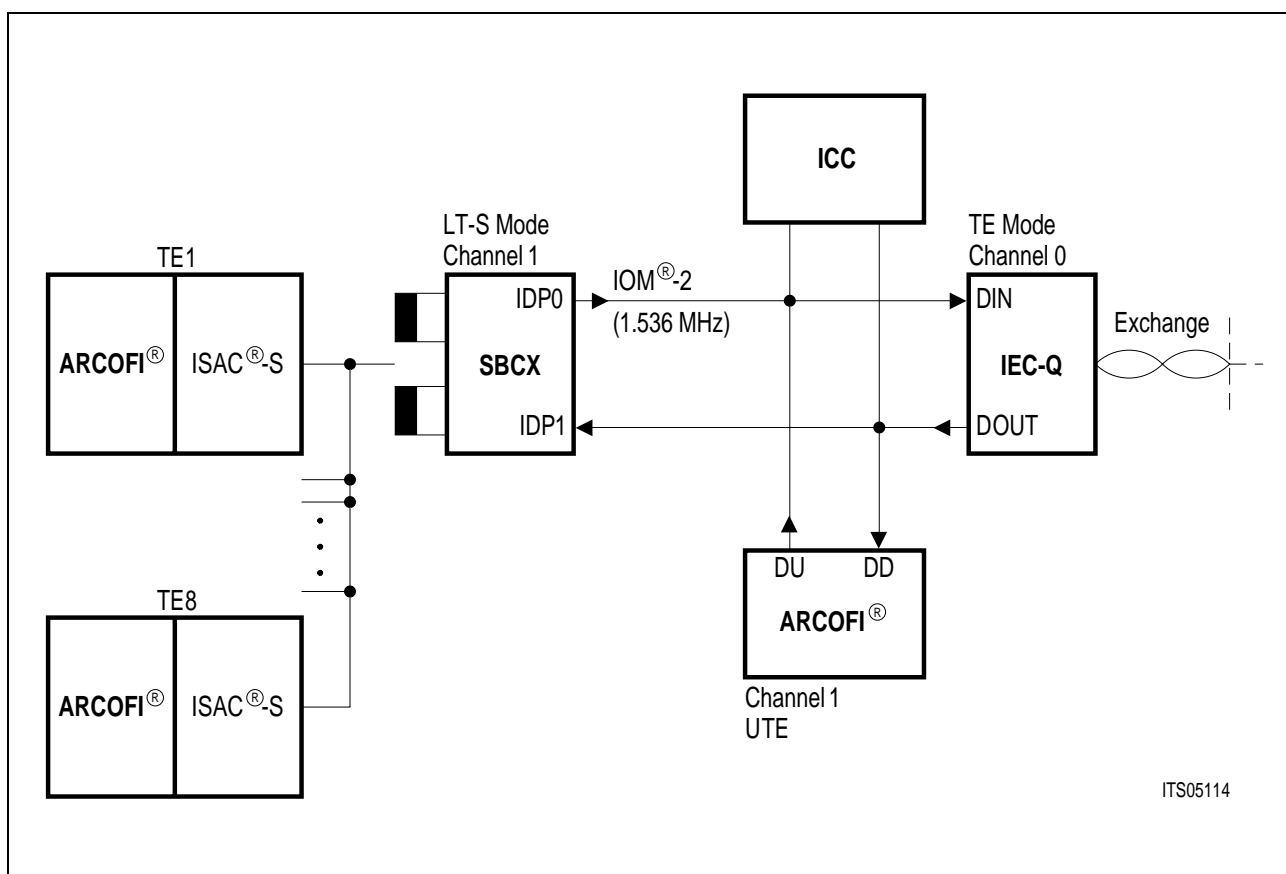 ICC
LT-S Mode
Channel 1
TE Mode
Channel 0
TE1
IDP0
IOM®-2
(1.536 MHz)
DIN
Exchange
ARCOFI®
ISAC®-S
SBCX
IEC-Q
IDP1
DOUT
DU
DD
TE8
ARCOFI®
ARCOFI®
ISAC®-S
Channel 1
UTE
ITS05114